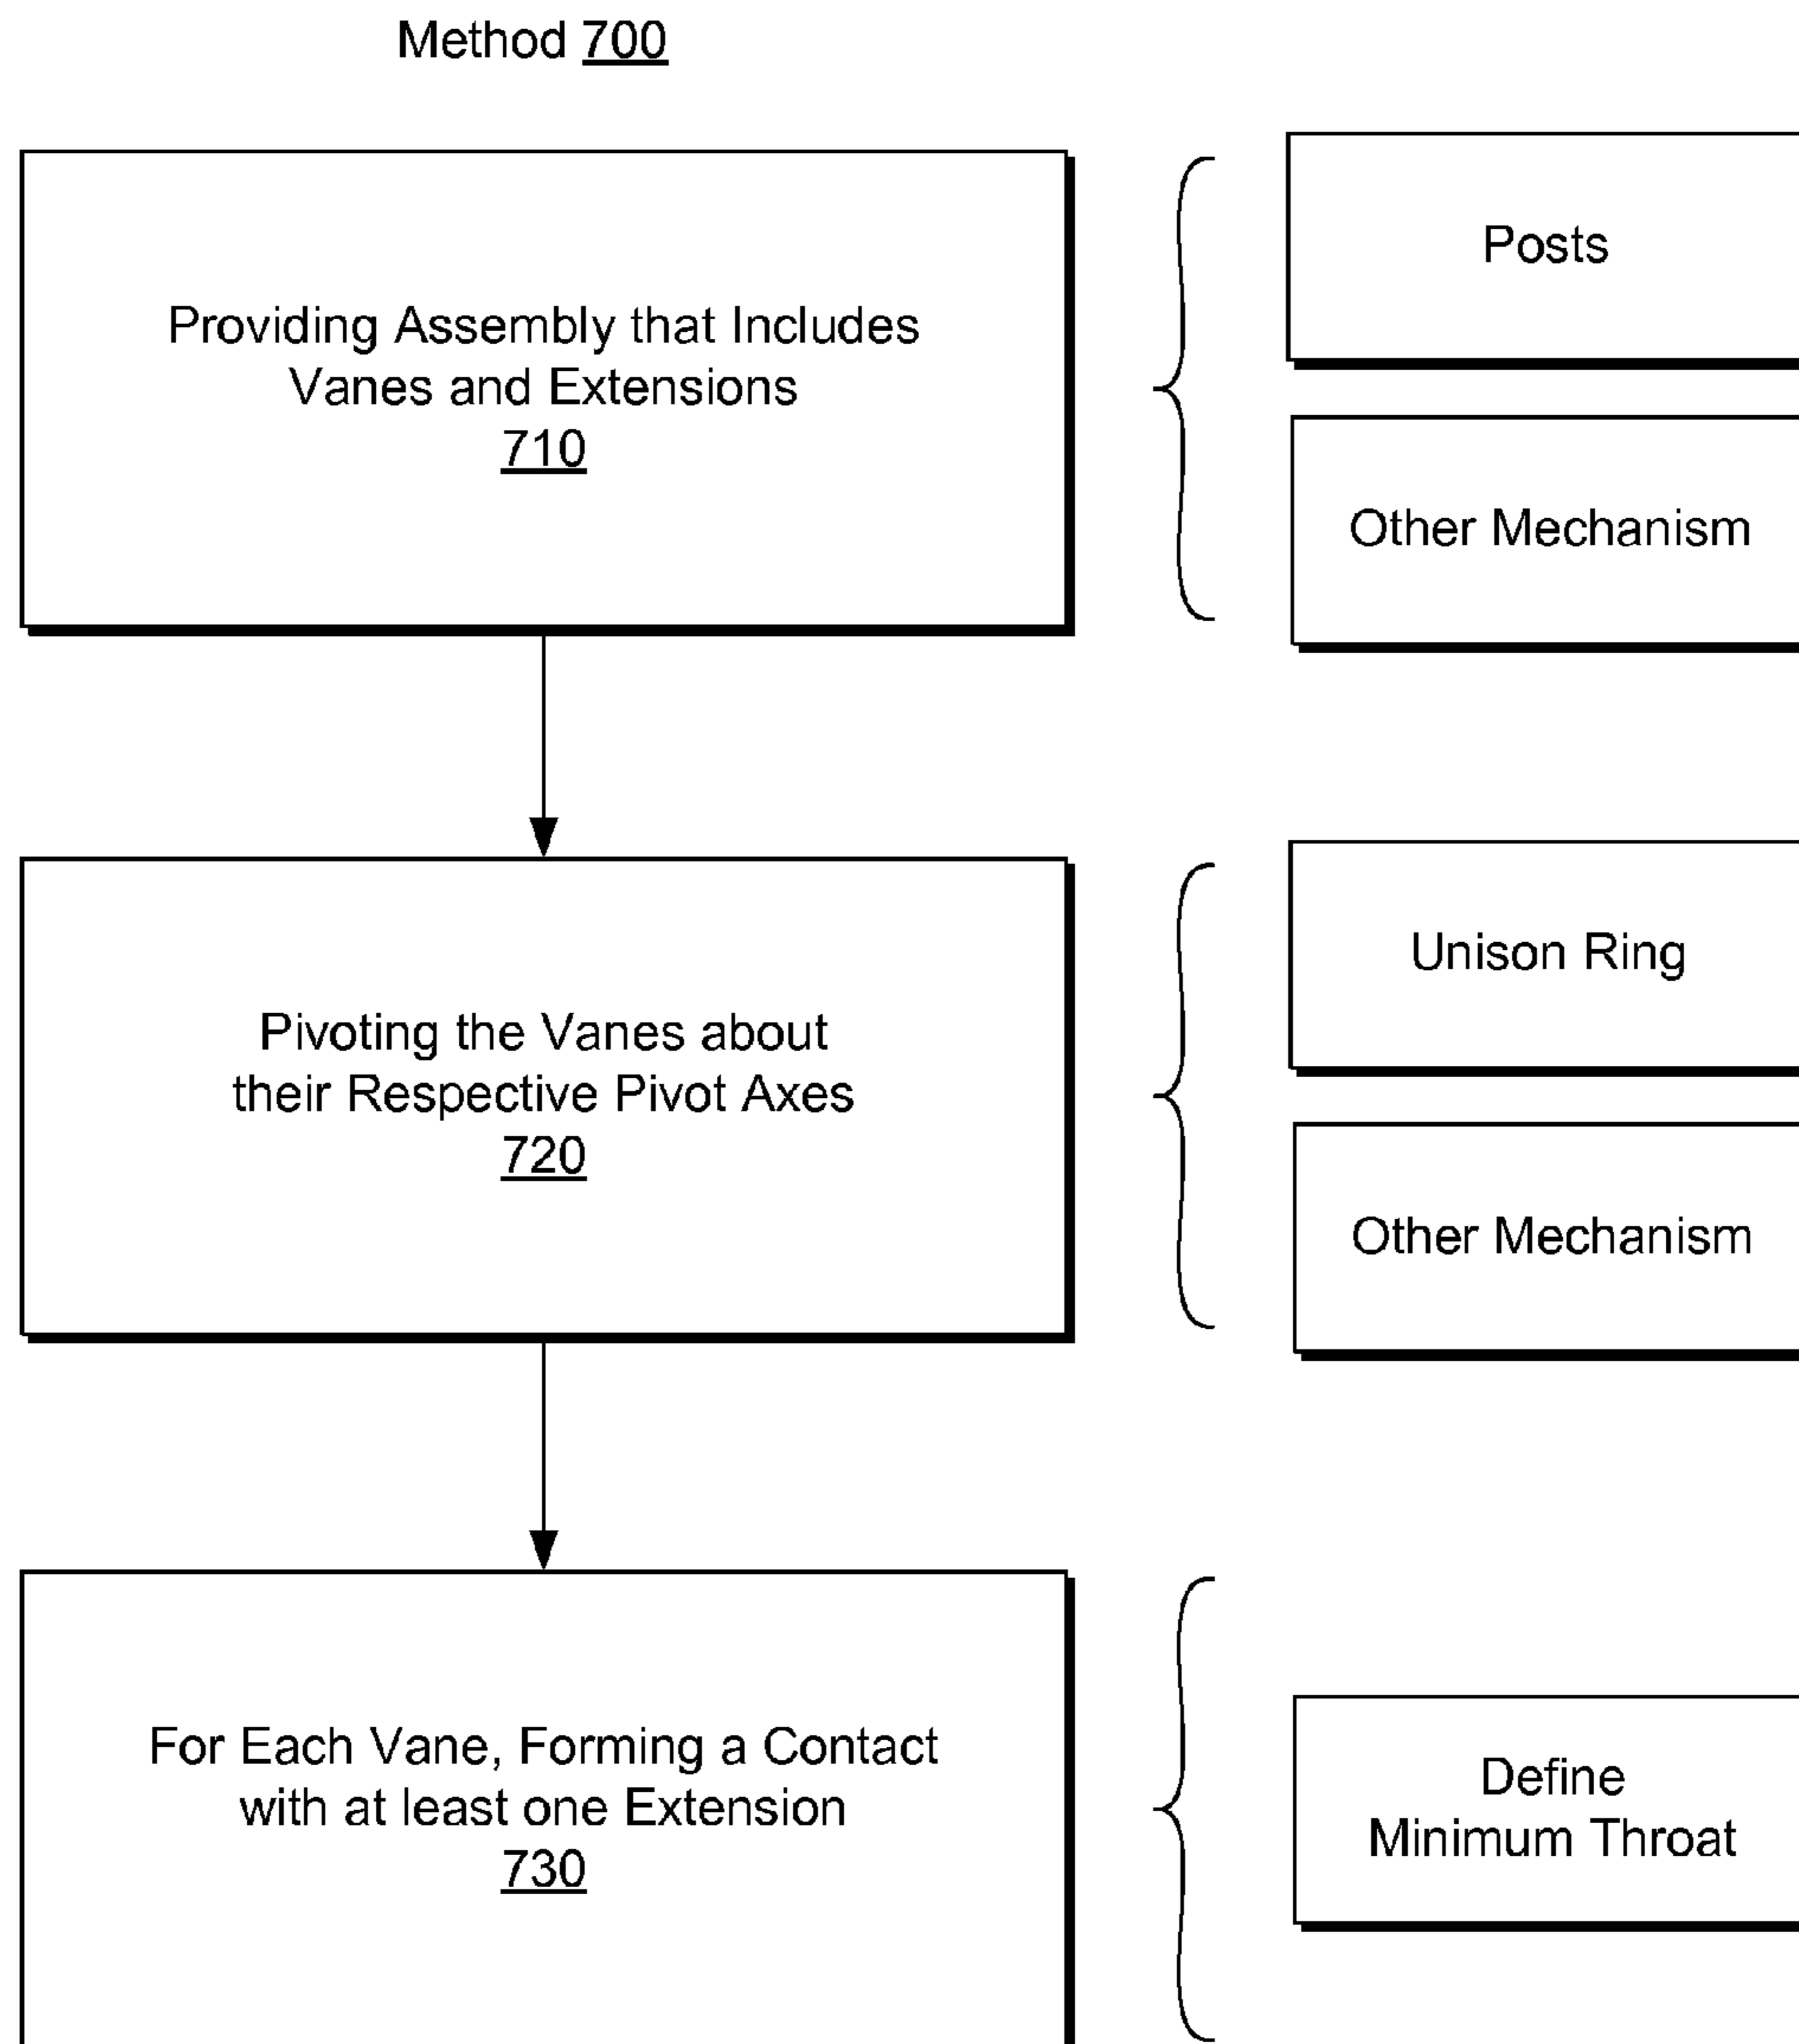 Method 700
Providing Assembly that Includes
Vanes and Extensions
710
Posts
Other Mechanism
Pivoting the Vanes about
their Respective Pivot Axes
720
Unison Ring
Other Mechanism
For Each Vane, Forming a Contact
with at least one Extension
730
Define
Minimum Throat